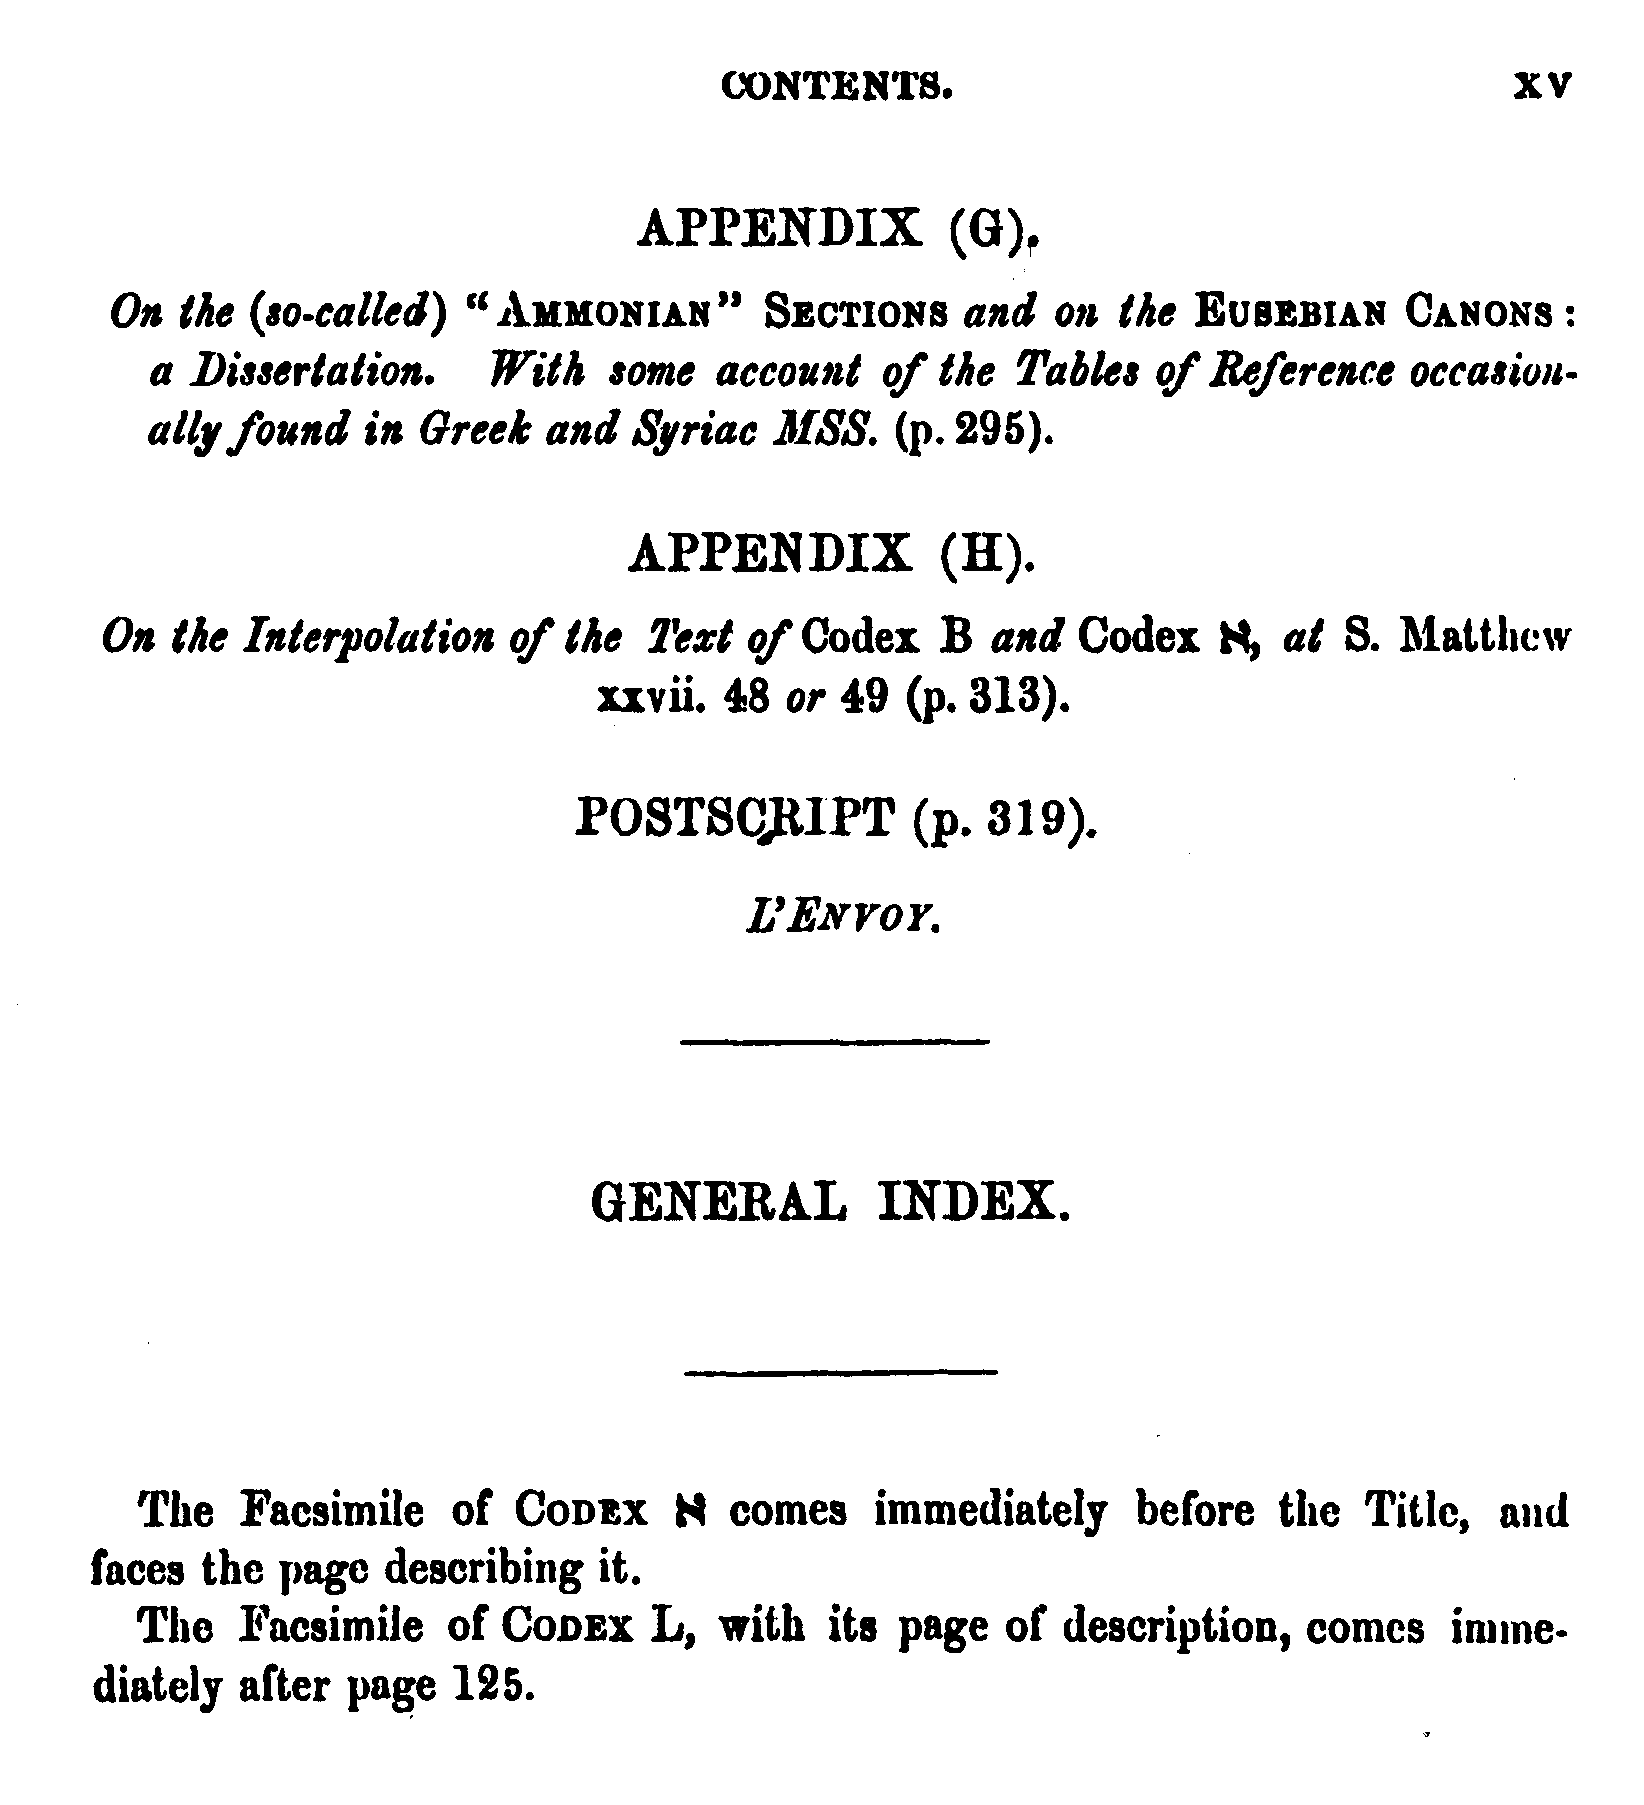 CONTENTS. xv
APPENDIX (G).
On the (so-called) “AMMONIAN” SECTIONS and on the EUSEBIAN CANONS :
a Dissertation. With some account of the Tables of Reference occasion-
ally found in Greek and Syriac MSS. (p. 295).
APPENDIX (H).
On the Interpolation of the Text of Codex B and Codex א, at S. Matthew
xxvii. 48 or 49 (p. 313).
POSTSCRIPT (p. 319).
L’ENVOY.
GENERAL INDEX.
The Facsimile of CODEX א comes immediately before the Title, and
faces the page describing it.
The Facsimile of CODEX L, with its page of description, comes imme-
diately after page 125.